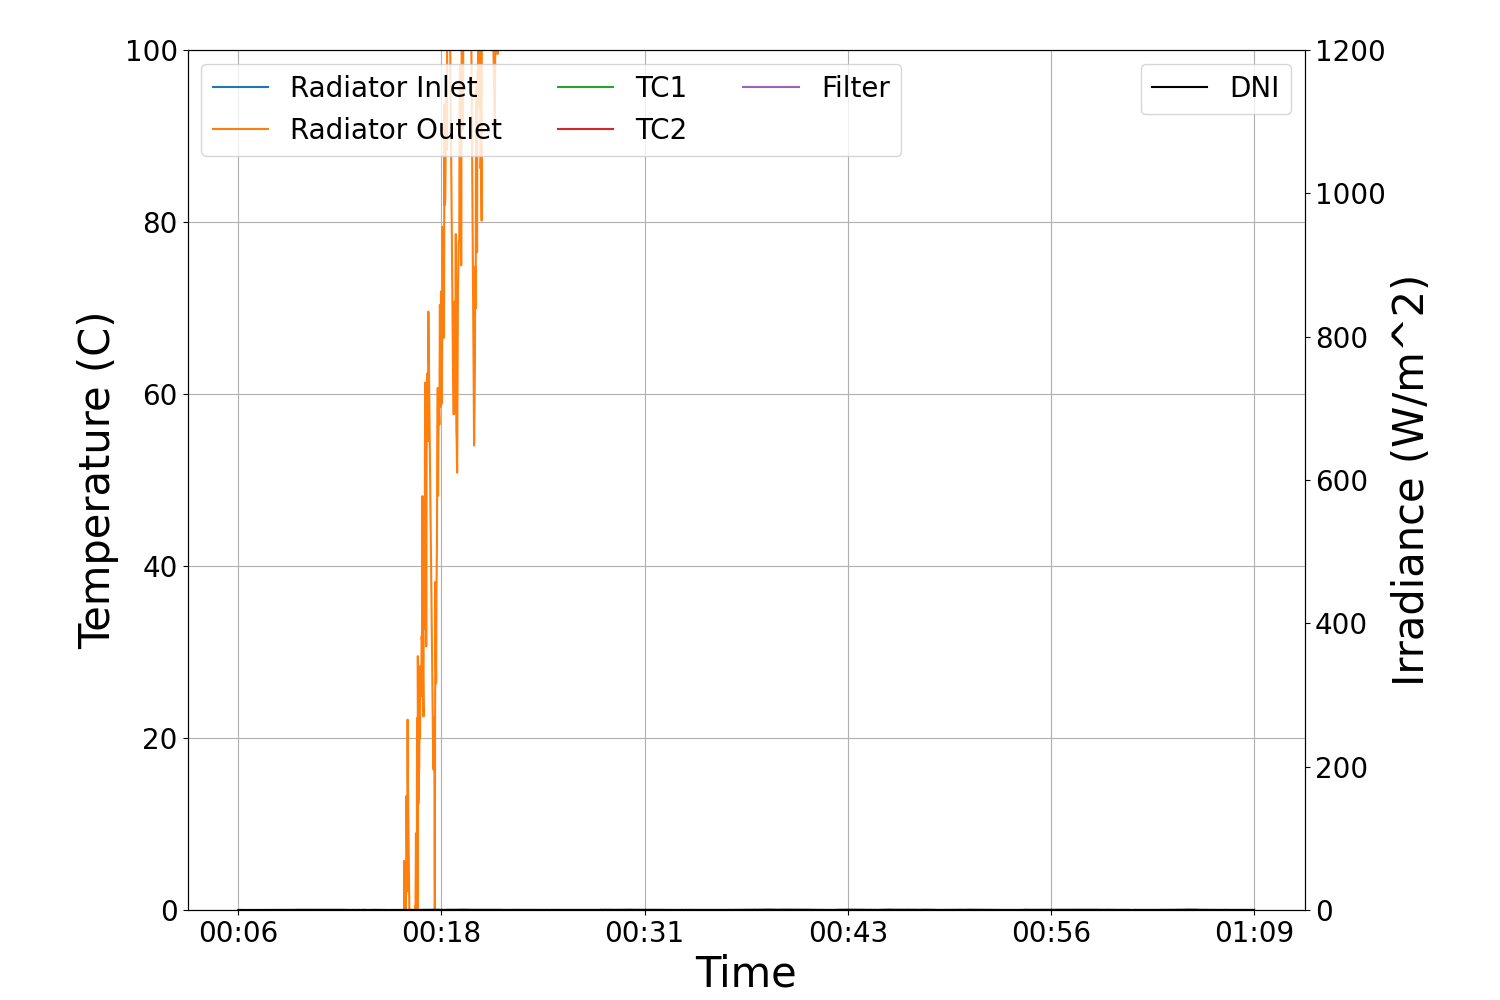 100
80
60
40
20
0
Temperature (C)
Radiator Inlet
Radiator Outlet
TC1
TC2
Filter
DNI
1200
1000
800
600
400
200
0
Irradiance (W/m^2)
00:06
00:18
00:31
00:43
00:56
01:09
Time